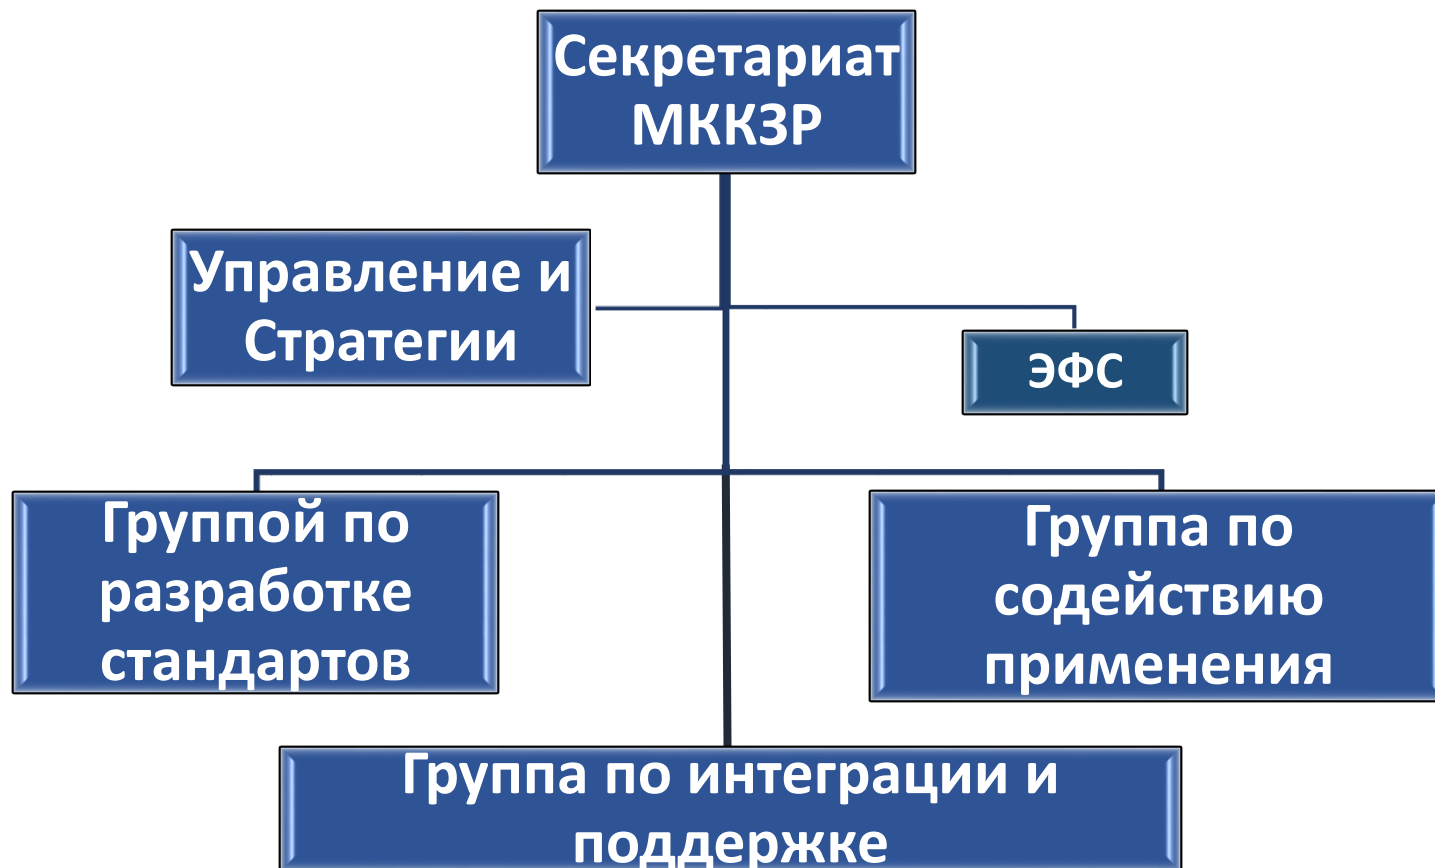 Секретариат
МККЗР
Управление и
Стратегии
ЭФС
Группой по
разработке
стандартов
Группа по
содействию
применения
Группа по интеграции и
поддержке